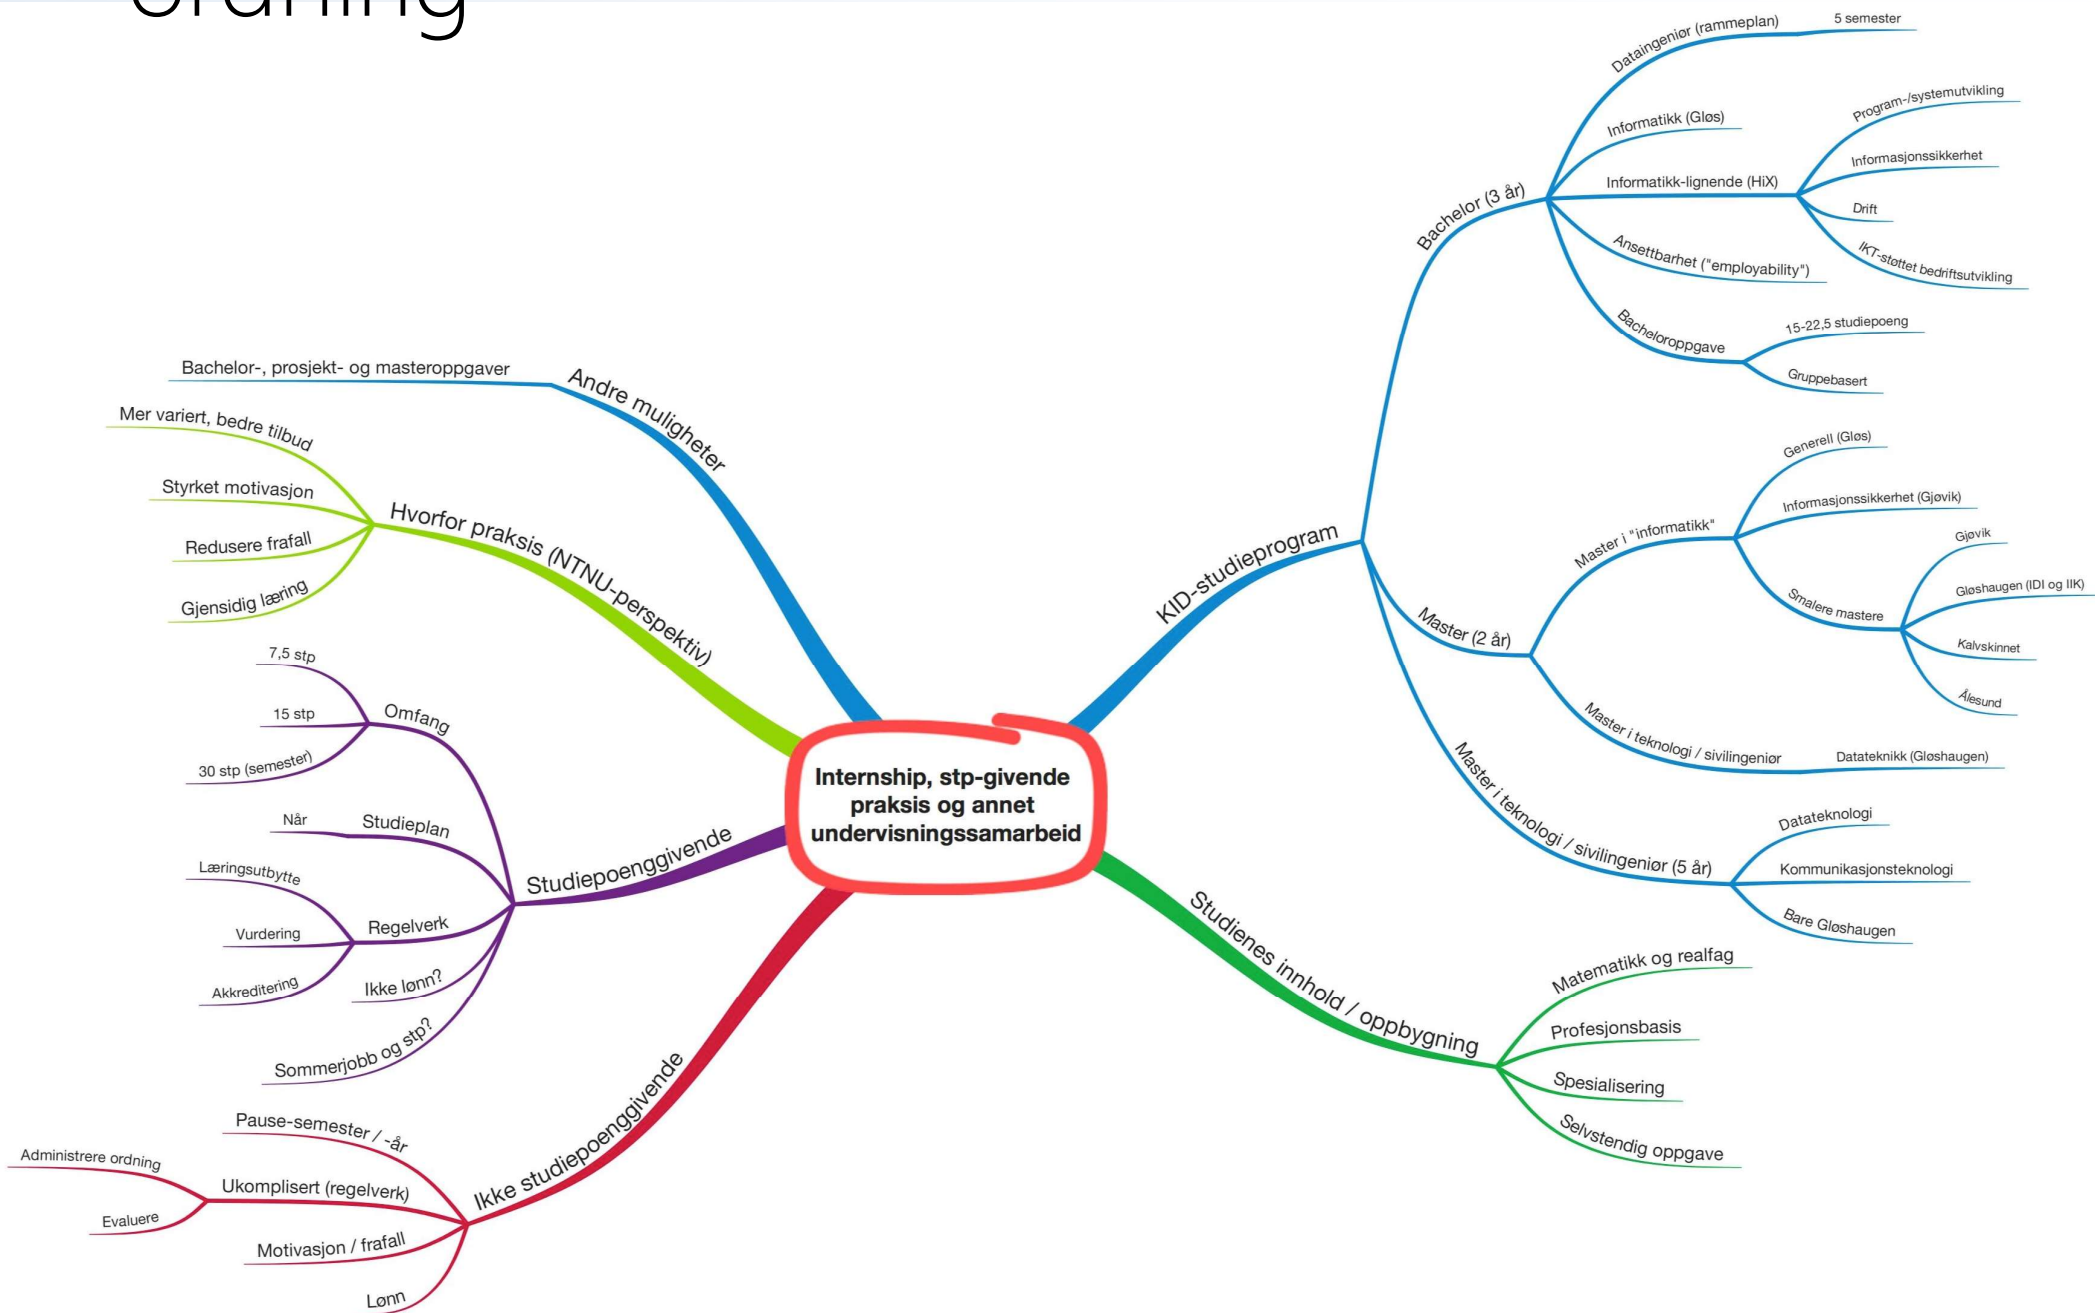 ordning
Internship, stp-givende
praksis og annet
undervisningssamarbeid
KID-studieprogram
Bachelor (3 år)
Dataingeniør (rammeplan)
5 semester
Informatikk (Gløs)
Informatikk-lignende (HiX)
Program-/systemutvikling
Informasjonssikkerhet
Drift
IKT-støttet bedriftsutvikling
Ansettbarhet ("employability")
Bacheloroppgave
15-22,5 studiepoeng
Gruppebasert
Master (2 år)
Master i "informatikk"
Generell (Gløs)
Informasjonssikkerhet (Gjøvik)
Smalere mastere
Gjøvik
Gløshaugen (IDI og IIK)
Kalvskinnet
Ålesund
Master i teknologi / sivilingeniør
Datateknikk (Gløshaugen)
Master i teknologi / sivilingeniør (5 år)
Datateknologi
Kommunikasjonsteknologi
Bare Gløshaugen
Studienes innhold / oppbygning
Matematikk og realfag
Profesjonsbasis
Spesialisering
Selvstendig oppgave
Andre muligheter
Bachelor-, prosjekt- og masteroppgaver
Hvorfor praksis (NTNU-perspektiv)
Mer variert, bedre tilbud
Styrket motivasjon
Redusere frafall
Gjensidig læring
Studiepoenggivende
Omfang
7,5 stp
15 stp
30 stp (semester)
Studieplan
Når
Regelverk
Læringsutbytte
Vurdering
Akkreditering
Ikke lønn?
Sommerjobb og stp?
Ikke studiepoenggivende
Pause-semester / -år
Ukomplisert (regelverk)
Administrere ordning
Evaluere
Motivasjon / frafall
Lønn